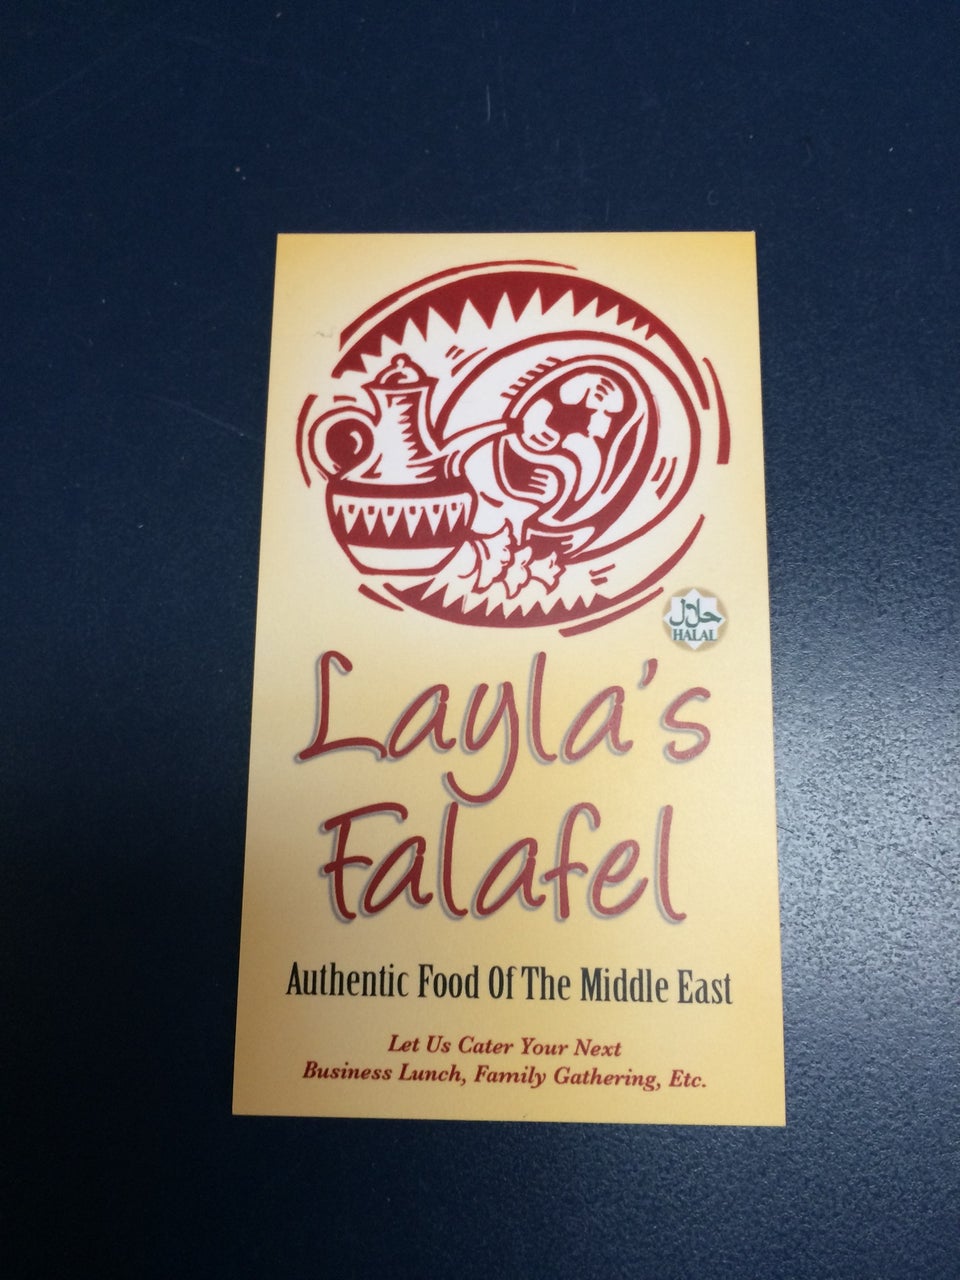 حلال
HALAL
Layla's
Falafel
Authentic Food Of The Middle East
Let Us Cater Your Next
Business Lunch, Family Gathering, Etc.